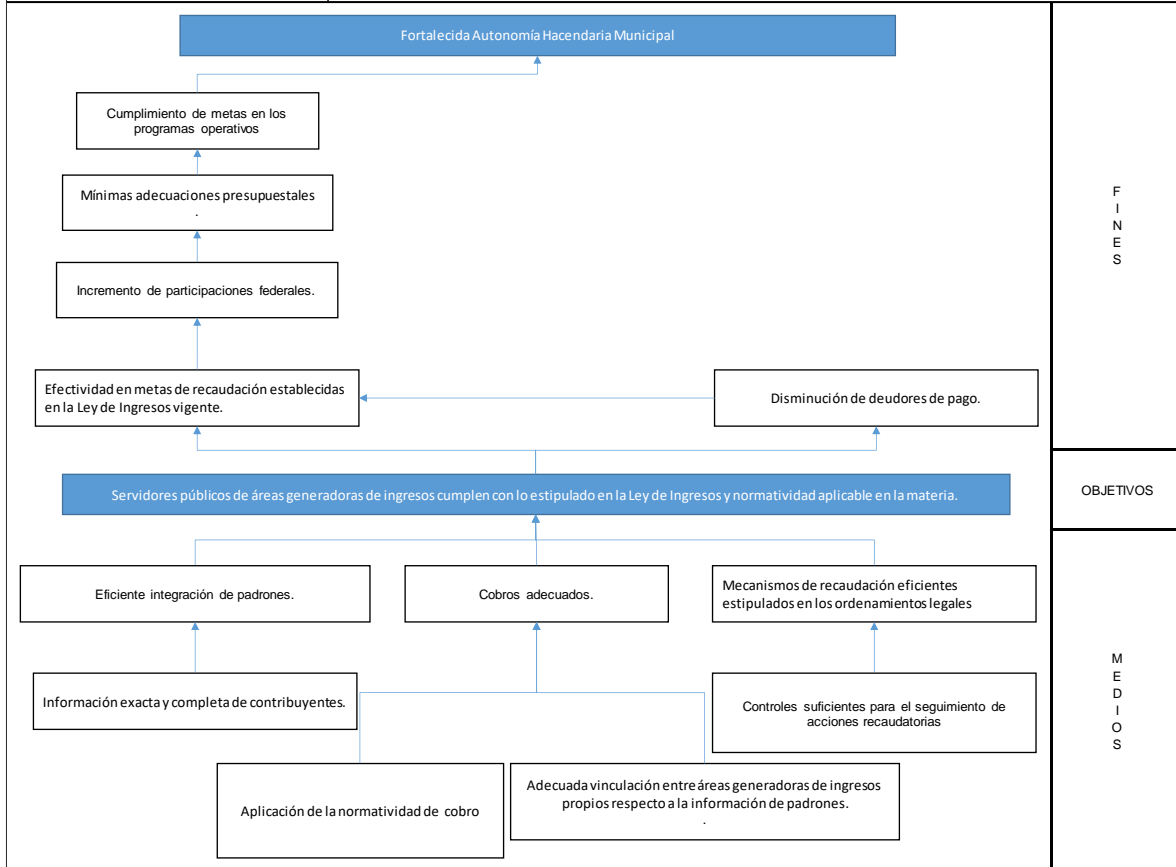 Fortalecida Autonomía Hacendaria Municipal
Cumplimiento de metas en los
programas operativos
Mínimas adecuaciones presupuestales
.
Incremento de participaciones federales.
Efectividad en metas de recaudación establecidas
en la Ley de Ingresos vigente.
Disminución de deudores de pago.
F
I
N
E
S
Servidores públicos de áreas generadoras de ingresos cumplen con lo estipulado en la Ley de Ingresos y normatividad aplicable en la materia.
OBJETIVOS
Eficiente integración de padrones.
Cobros adecuados.
Mecanismos de recaudación eficientes
estipulados en los ordenamientos legales
Información exacta y completa de contribuyentes.
Controles suficientes para el seguimiento de
acciones recaudatorias
Aplicación de la normatividad de cobro
Adecuada vinculación entre áreas generadoras de ingresos
propios respecto a la información de padrones.
.
M
E
D
I
O
S